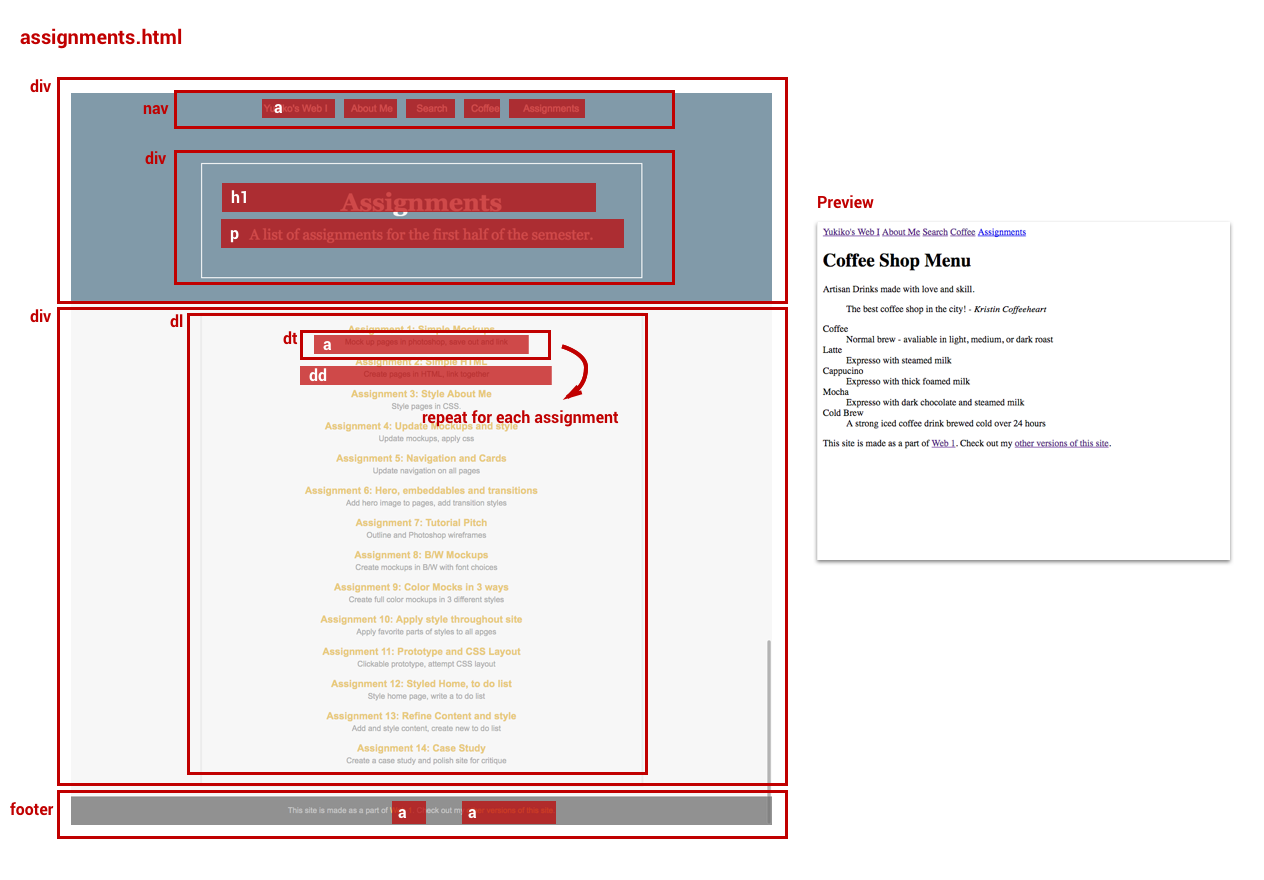 assignments.html
div
nav
a
Yukiko's Web I About Me Search Coffee Assignments
div
h1
Assignments
p
A list of assignments for the first half of the semester.
div
dl
Assignment 1: Simple Mockups
dt
a
Mock up pages in photoshop, save out and link
Assignment 2: Simple HTML
dd
Create pages in HTML, link together
Assignment 3: Style About Me
Style pages in CSS.
repeat for each assignment
Assignment 4: Update Mockups and style
Update mockups, apply css
Assignment 5: Navigation and Cards
Update navigation on all pages
Assignment 6: Hero, embeddables and transitions
Add hero image to pages, add transition styles
Assignment 7: Tutorial Pitch
Outline and Photoshop wireframes
Assignment 8: B/W Mockups
Create mockups in B/W with font choices
Assignment 9: Color Mocks in 3 ways
Create full color mockups in 3 different styles
Assignment 10: Apply style throughout site
Apply favorite parts of styles to all apges
Assignment 11: Prototype and CSS Layout
Clickable prototype, attempt CSS layout
Assignment 12: Styled Home, to do list
Style home page, write a to do list
Assignment 13: Refine Content and style
Add and style content, create new to do list
Assignment 14: Case Study
Create a case study and polish site for critique
footer
This site is made as a part of Check out my
a
a
Preview
Yukiko's Web I About Me Search Coffee Assignments
Coffee Shop Menu
Artisan Drinks made with love and skill.
The best coffee shop in the city! - Kristin Coffeeheart
Coffee
Normal brew - avaliable in light, medium, or dark roast
Latte
Expresso with steamed milk
Cappucino
Expresso with thick foamed milk
Mocha
Expresso with dark chocolate and steamed milk
Cold Brew
A strong iced coffee drink brewed cold over 24 hours
This site is made as a part of Web 1. Check out my other versions of this site.